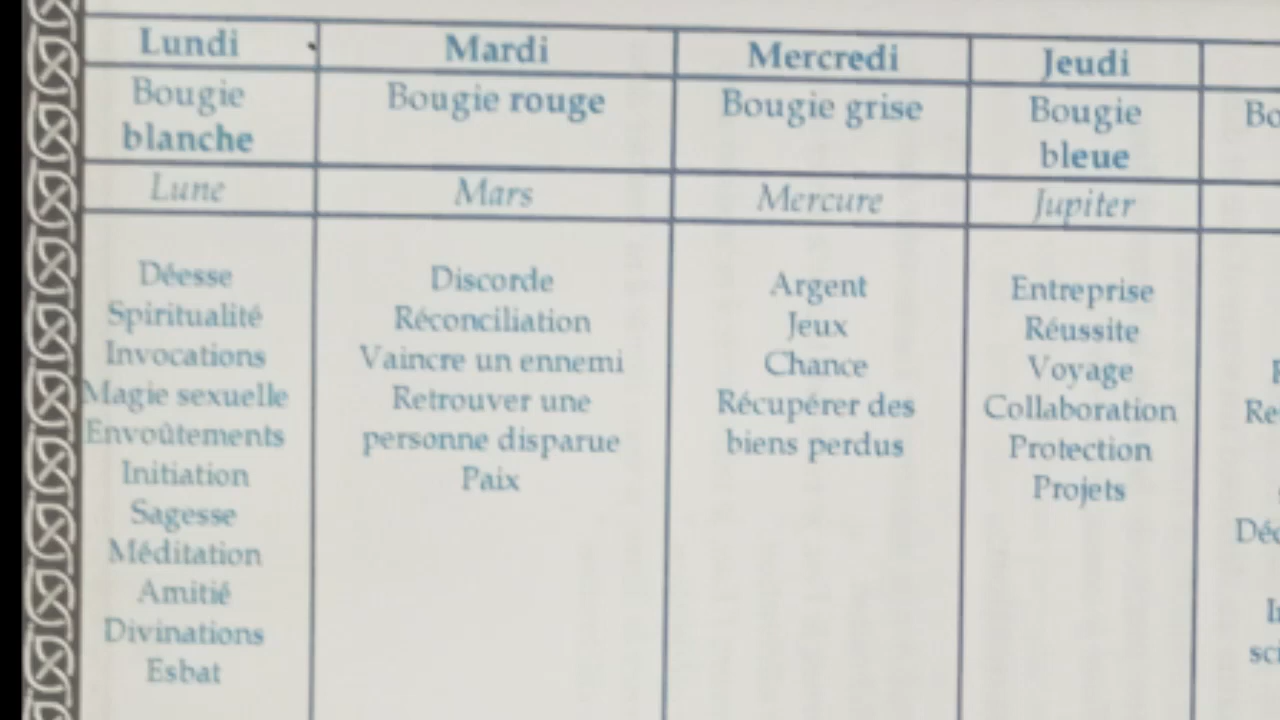 Lundi
Mardi
Mercredi
Jeudi
Bougie
blanche
Bougie rouge
Bougie grise
Bougie
bleue
Lune
Mars
Mercure
Jupiter
Déesse
Spiritualité
Invocations
Magie sexuelle
Envoûtements
Initiation
Sagesse
Méditation
Amitié
Divinations
Esbat
Discorde
Réconciliation
Vaincre un ennemi
Retrouver une
personne disparue
Paix
Argent
Jeux
Chance
Récupérer des
biens perdus
Entreprise
Réussite
Voyage
Collaboration
Protection
Projets